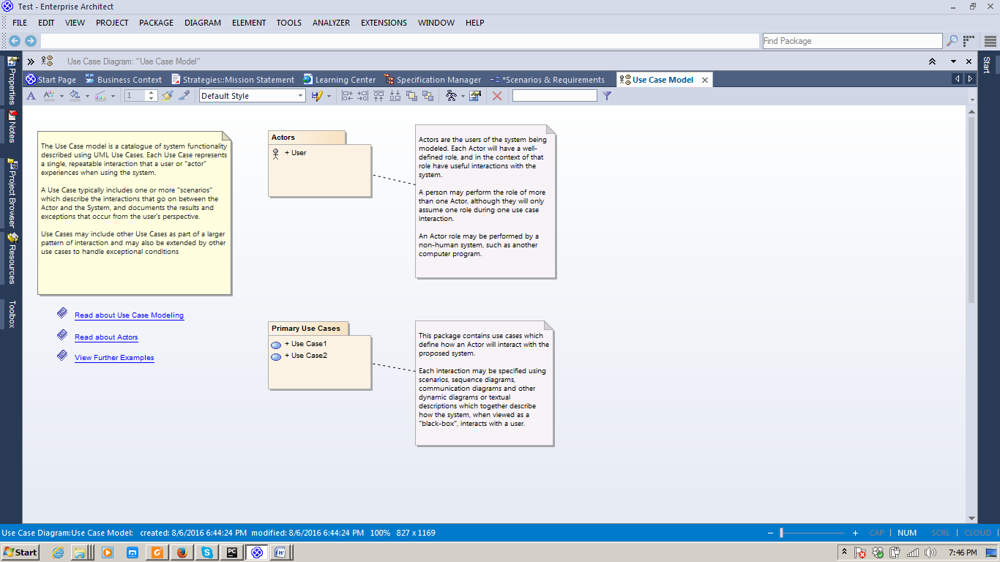 Test - Enterprise Architect
FILE EDIT VIEW PROJECT PACKAGE DIAGRAM ELEMENT TOOLS ANALYZER EXTENSIONS WINDOW HELP
Find Package
Use Case Diagram: "Use Case Model"
Start Page Business Context Strategies::Mission Statement Learning Center Specification Manager *Scenarios & Requirements Use Case Model
1 Default Style
Properties
Notes
Project Browser
Resources
Toolbox
Start
The Use Case model is a catalogue of system functionality
described using UML Use Cases. Each Use Case represents
a single, repeatable interaction that a user or "actor"
experiences when using the system.
A Use Case typically includes one or more "scenarios"
which describe the interactions that go on between the
Actor and the System, and documents the results and
exceptions that occur from the user's perspective.
Use Cases may include other Use Cases as part of a larger
pattern of interaction and may also be extended by other
use cases to handle exceptional conditions
Read about Use Case Modeling
Read about Actors
View Further Examples
Actors
+ User
Actors are the users of the system being
modeled. Each Actor will have a well-
defined role, and in the context of that
role have useful interactions with the
system.
A person may perform the role of more
than one Actor, although they will only
assume one role during one use case
interaction.
An Actor role may be performed by a
non-human system, such as another
computer program.
Primary Use Cases
+ Use Case1
+ Use Case2
This package contains use cases which
define how an Actor will interact with the
proposed system.
Each interaction may be specified using
scenarios, sequence diagrams,
communication diagrams and other
dynamic diagrams or textual
descriptions which together describe
how the system, when viewed as a
"black-box", interacts with a user.
Use Case Diagram:Use Case Model: created: 8/6/2016 6:44:24 PM modified: 8/6/2016 6:44:24 PM 100% 827 x 1169
CAP NUM SCRL CLOUD
Start
7:46 PM